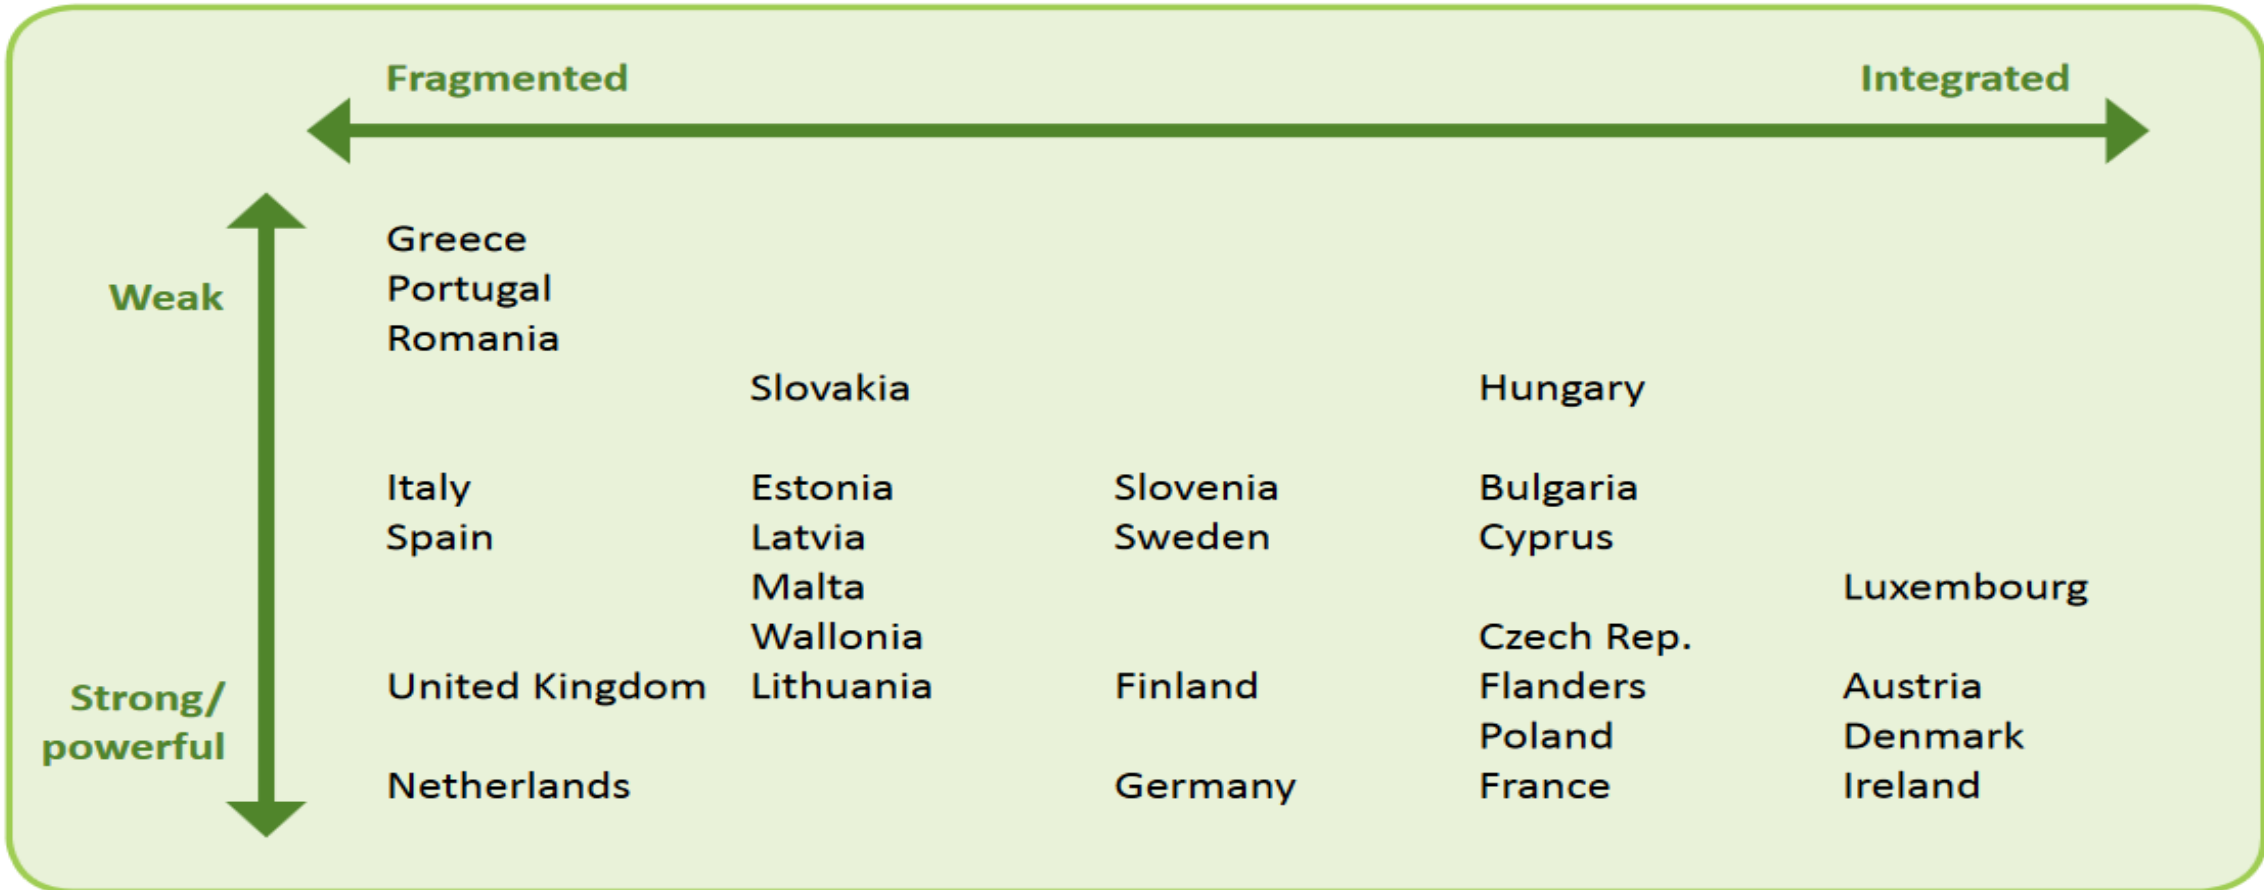 Fragmented Integrated
Greece
Weak Portugal
Romania
Slovakia Hungary
Italy Estonia Slovenia Bulgaria
Spain Latvia Sweden Cyprus
Malta Luxembourg
Wallonia Czech Rep.
Strong/ United Kingdom Lithuania Finland Flanders Austria
powerful Poland Denmark
Netherlands Germany France Ireland